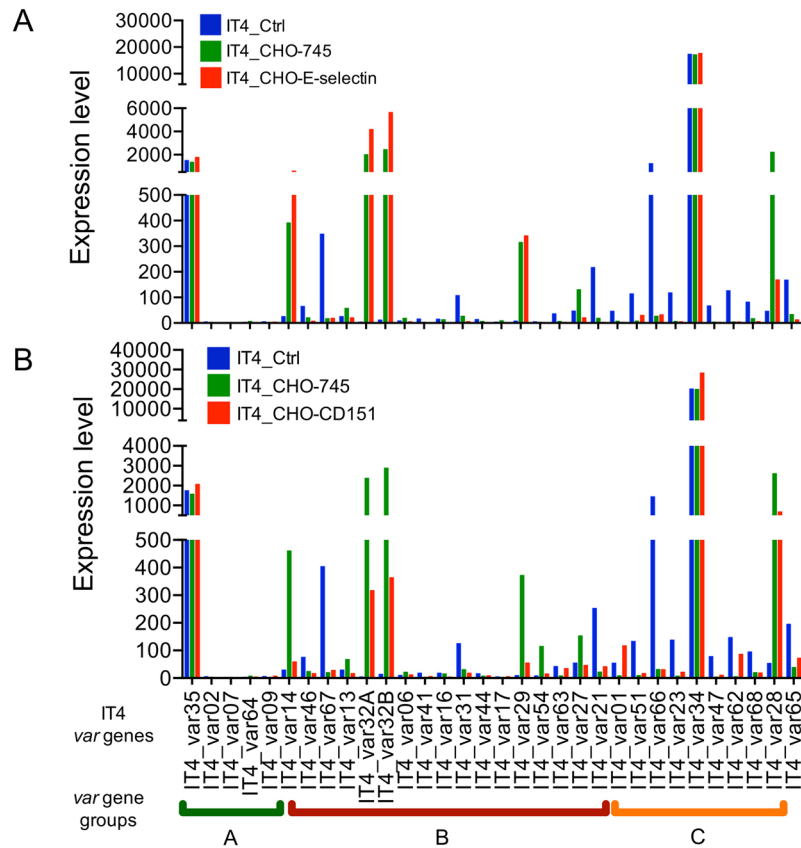 A
IT4_Ctrl
IT4_CHO-745
IT4_CHO-E-selectin
Expression level
30000
20000
10000
6000
4000
2000
500
400
300
200
100
0
B
IT4_Ctrl
IT4_CHO-745
IT4_CHO-CD151
Expression level
40000
30000
20000
10000
4000
3000
2000
1000
500
400
300
200
100
0
IT4
var genes
IT4_var35
IT4_var02
IT4_var07
IT4_var64
IT4_var09
IT4_var14
IT4_var46
IT4_var67
IT4_var13
IT4_var32A
IT4_var32B
IT4_var06
IT4_var41
IT4_var16
IT4_var31
IT4_var44
IT4_var17
IT4_var29
IT4_var54
IT4_var63
IT4_var27
IT4_var21
IT4_var01
IT4_var51
IT4_var66
IT4_var23
IT4_var34
IT4_var47
IT4_var62
IT4_var68
IT4_var28
IT4_var65
var gene
groups
A
B
C